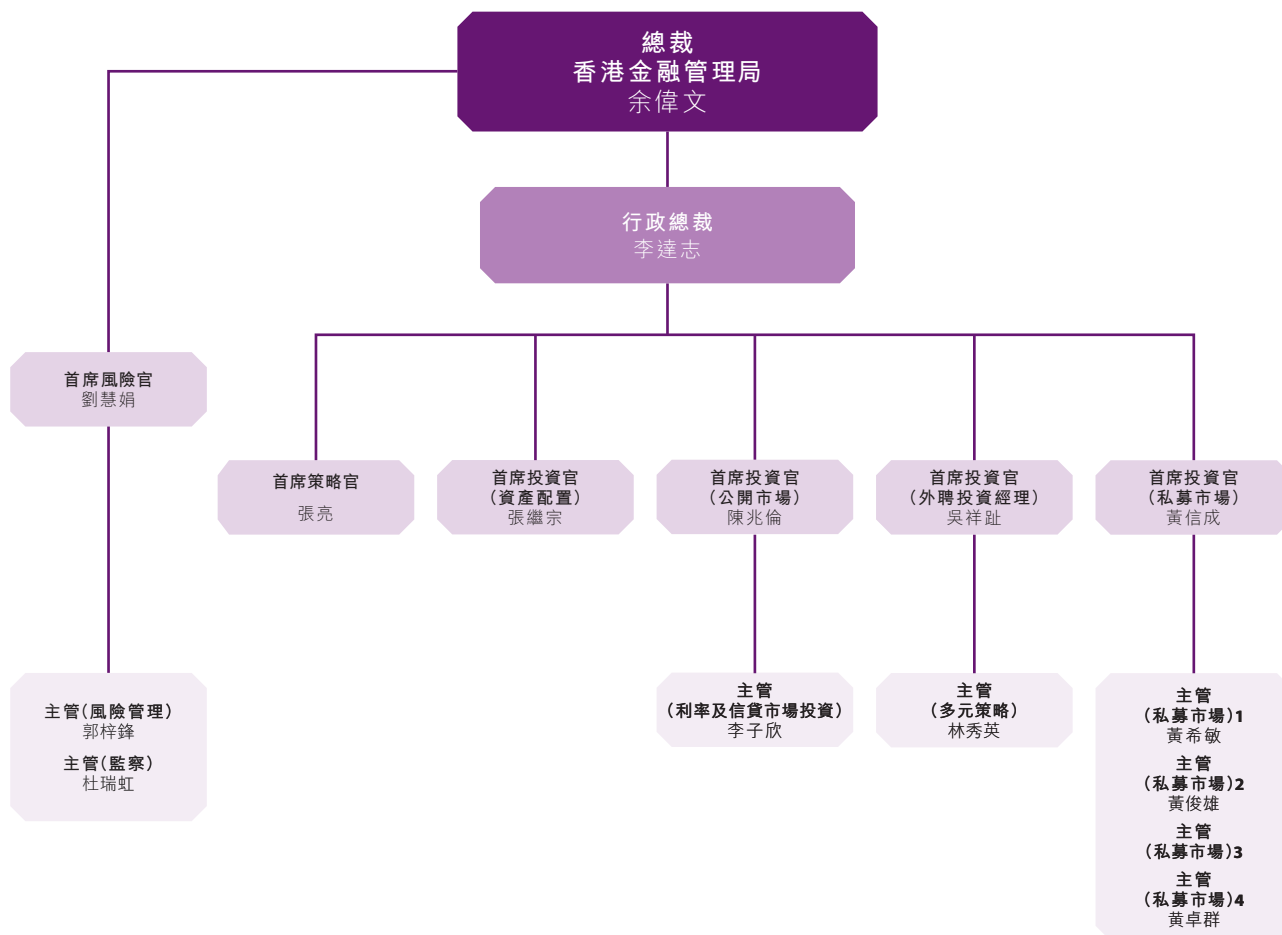 總裁
香港金融管理局
余偉文
行政總裁
李達志
首席風險官
劉慧娟
首席策略官
張亮
首席投資官
（資產配置）
張繼宗
首席投資官
（公開市場）
陳兆倫
首席投資官
（外聘投資經理）
吳祥趾
首席投資官
（私募市場）
黃信成
主管（風險管理）
郭梓鋒
主管（監察）
杜瑞虹
主管
（利率及信貸市場投資）
李子欣
主管
（多元策略）
林秀英
主管
（私募市場）1
黃希敏
主管
（私募市場）2
黃俊雄
主管
（私募市場）3
主管
（私募市場）4
黄卓群